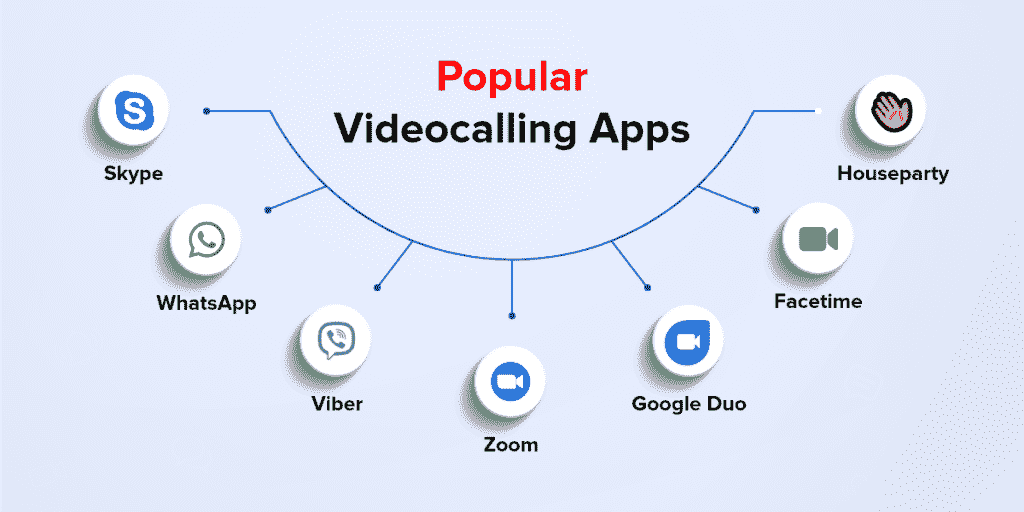 Popular
Videocalling Apps
Skype
Houseparty
WhatsApp
Facetime
Viber
Google Duo
Zoom